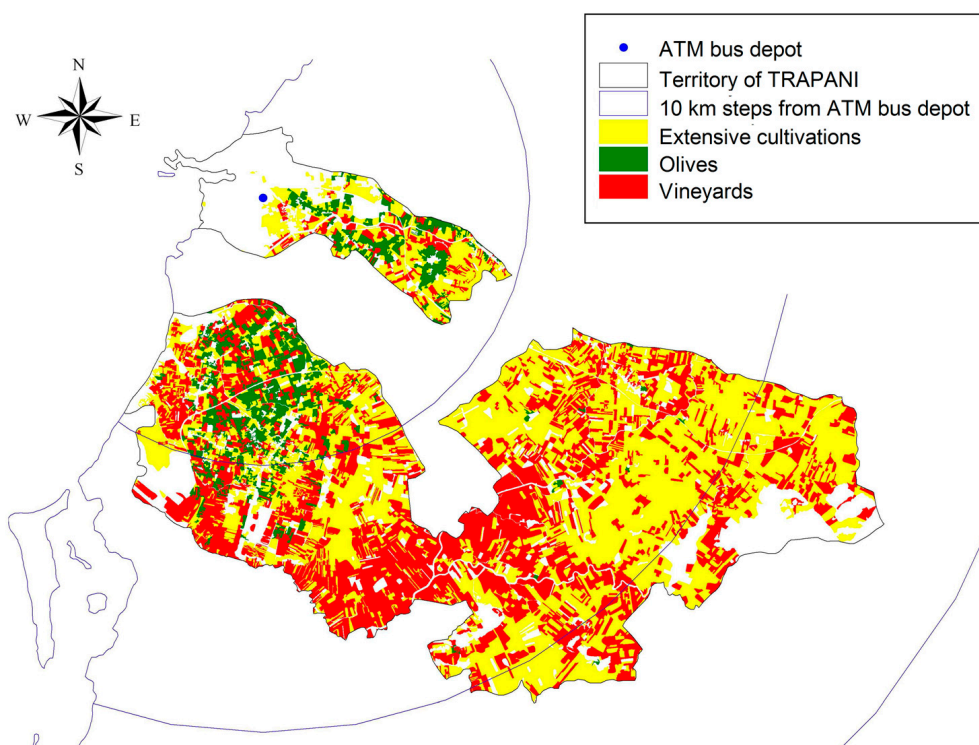 ATM bus depot
Territory of TRAPANI
10 km steps from ATM bus depot
Extensive cultivations
Olives
Vineyards
N
W E
S